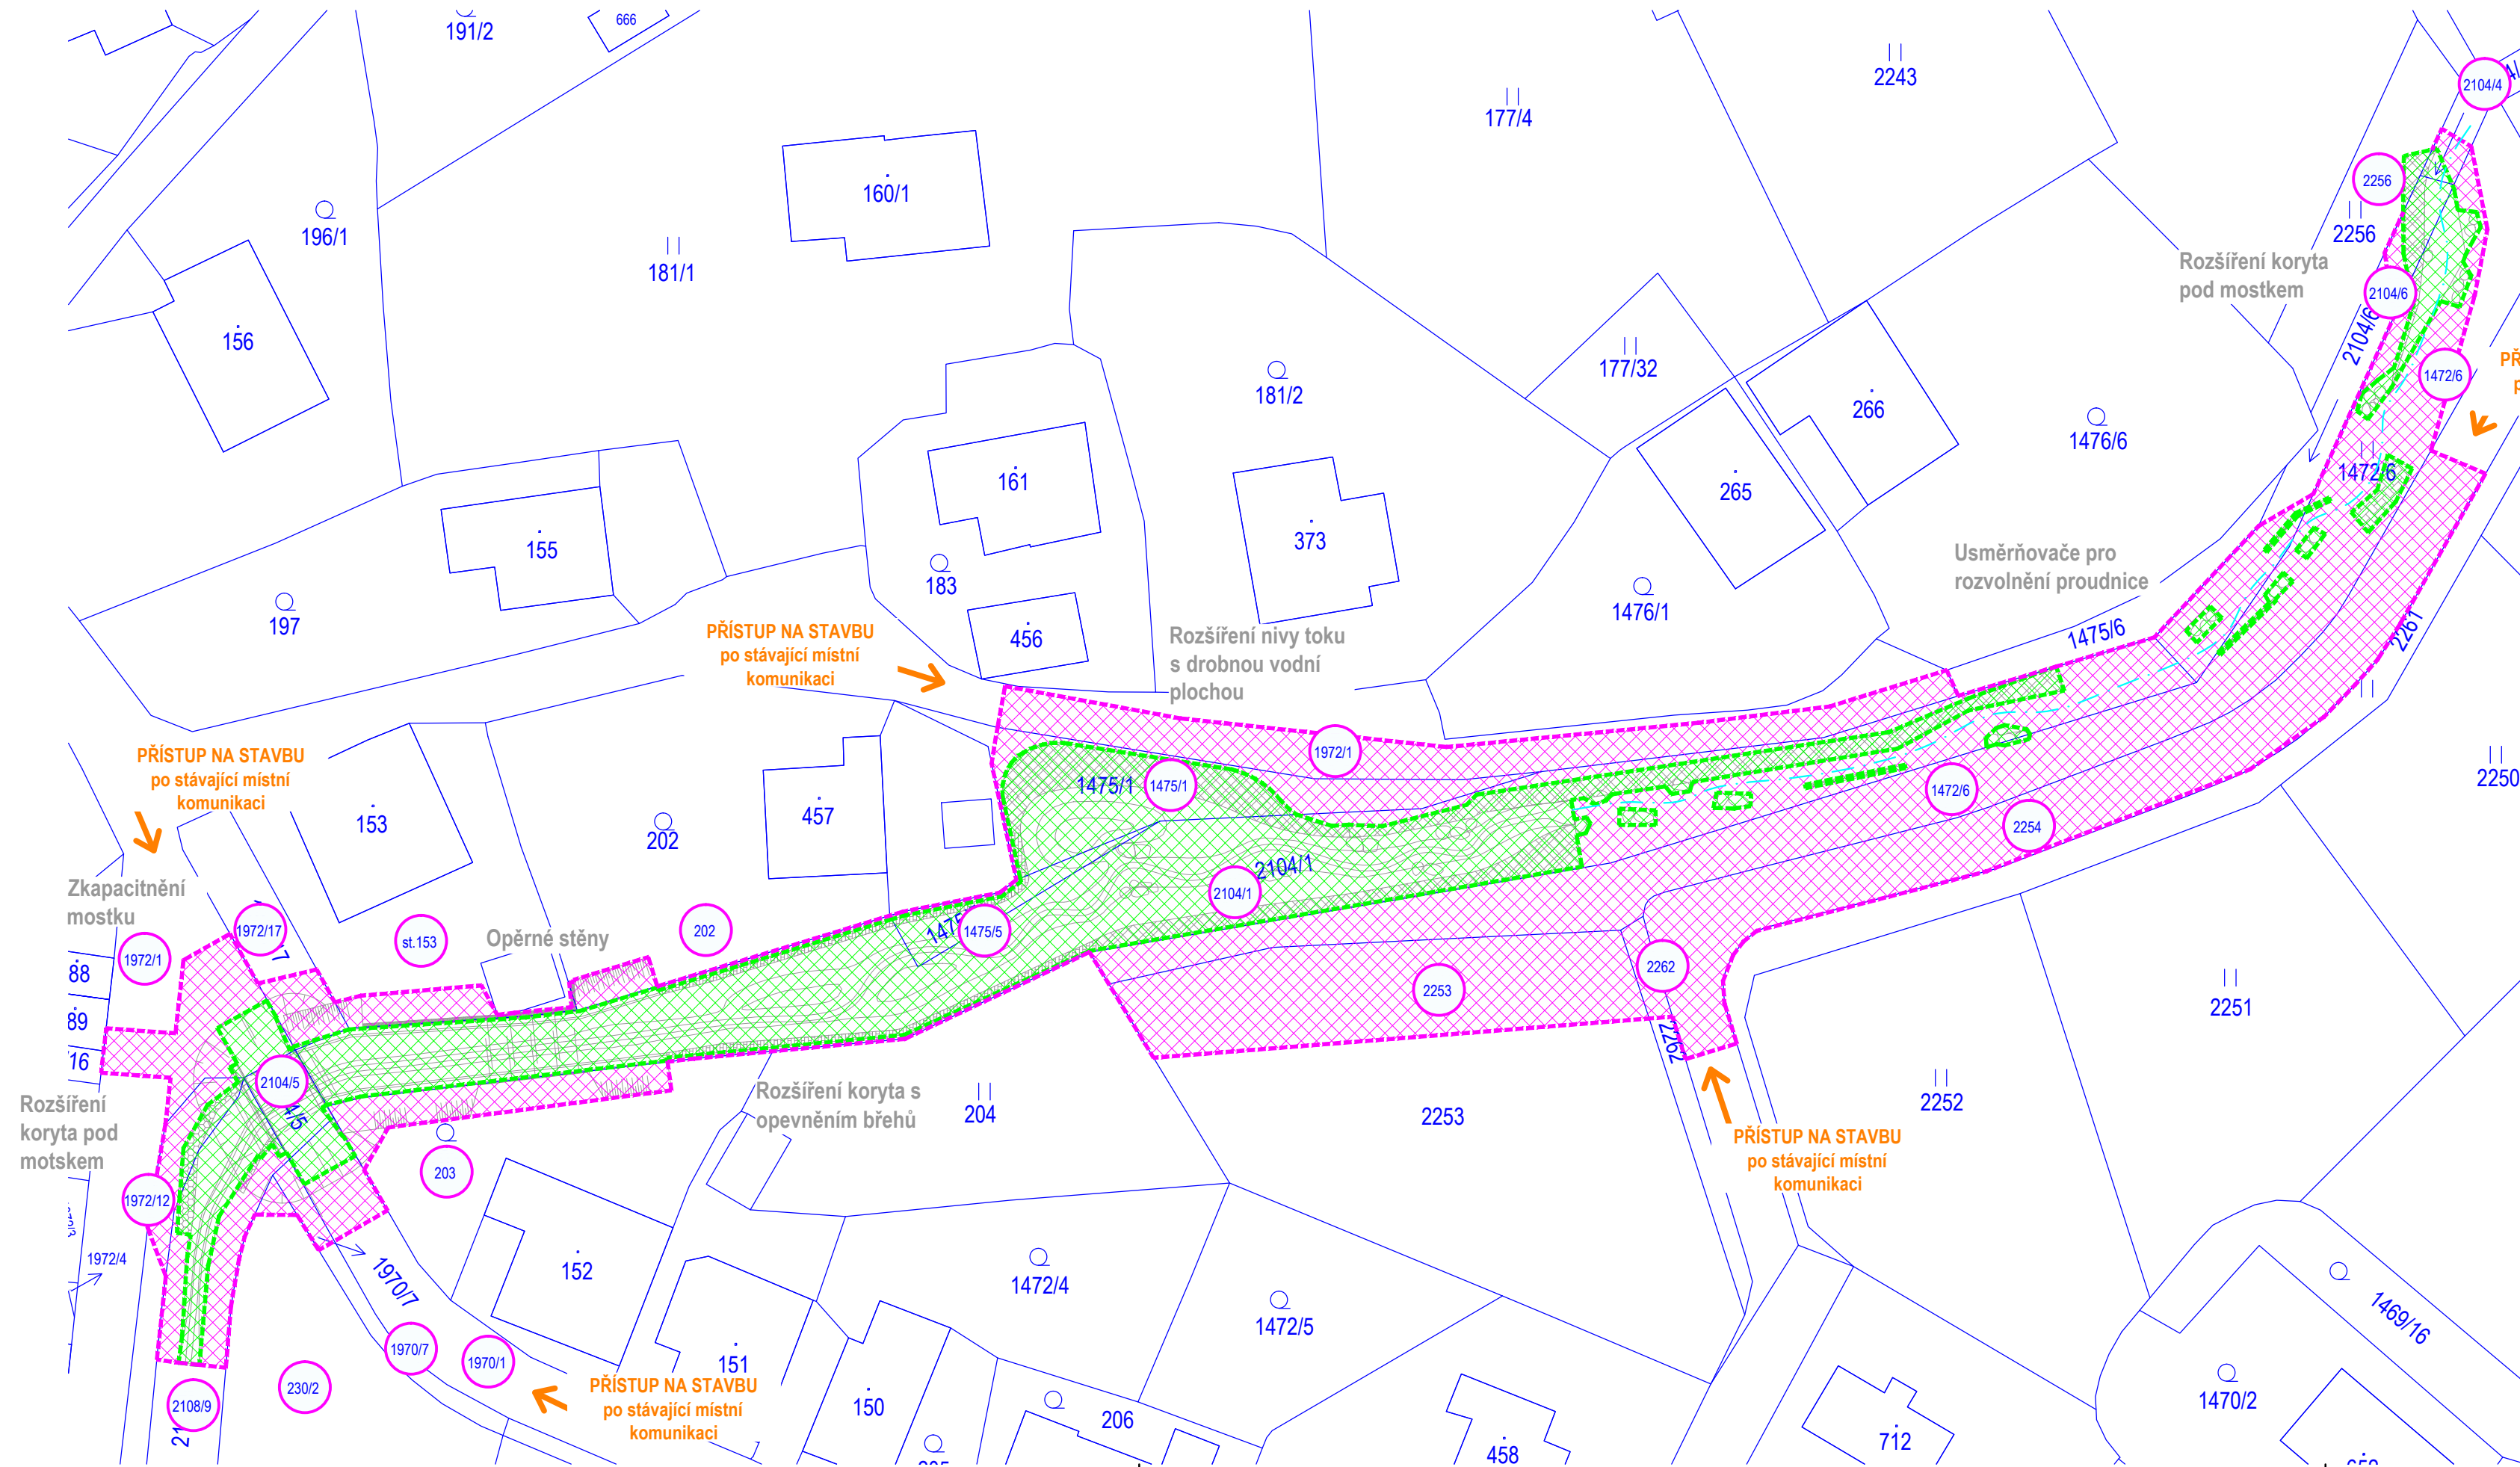 191/2
666
2243
2104/4
177/4
160/1
2256
2256
196/1
181/1
Rozšíření koryta
pod mostkem
2104/6
2104/6
156
177/32
1472/6
181/2
266
1476/6
161
265
1472/6
155
373
183
197
1476/1
Usměrňovače pro
rozvolnění proudnice
456
1475/6
2261
PŘÍSTUP NA STAVBU
po stávající místní
komunikaci
Rozšíření nivy toku
s drobnou vodní
plochou
1972/1
PŘÍSTUP NA STAVBU
po stávající místní
komunikaci
2250
1475/1
1475/1
1472/6
153
457
202
2254
2104/1
2104/1
Zkapacitnění
mostku
1972/17
st.153
Opěrné stěny
202
1475/5
1972/1
88
2262
2253
2251
89
2262
2104/5
Rozšíření
koryta pod
motskem
Rozšíření koryta s
opevněním břehů
204
2253
2252
PŘÍSTUP NA STAVBU
po stávající místní
komunikaci
203
1972/12
1972/4
152
1970/7
1472/4
1472/5
1469/16
1970/7
1970/1
151
PŘÍSTUP NA STAVBU
po stávající místní
komunikaci
230/2
2108/9
150
206
1470/2
458
712